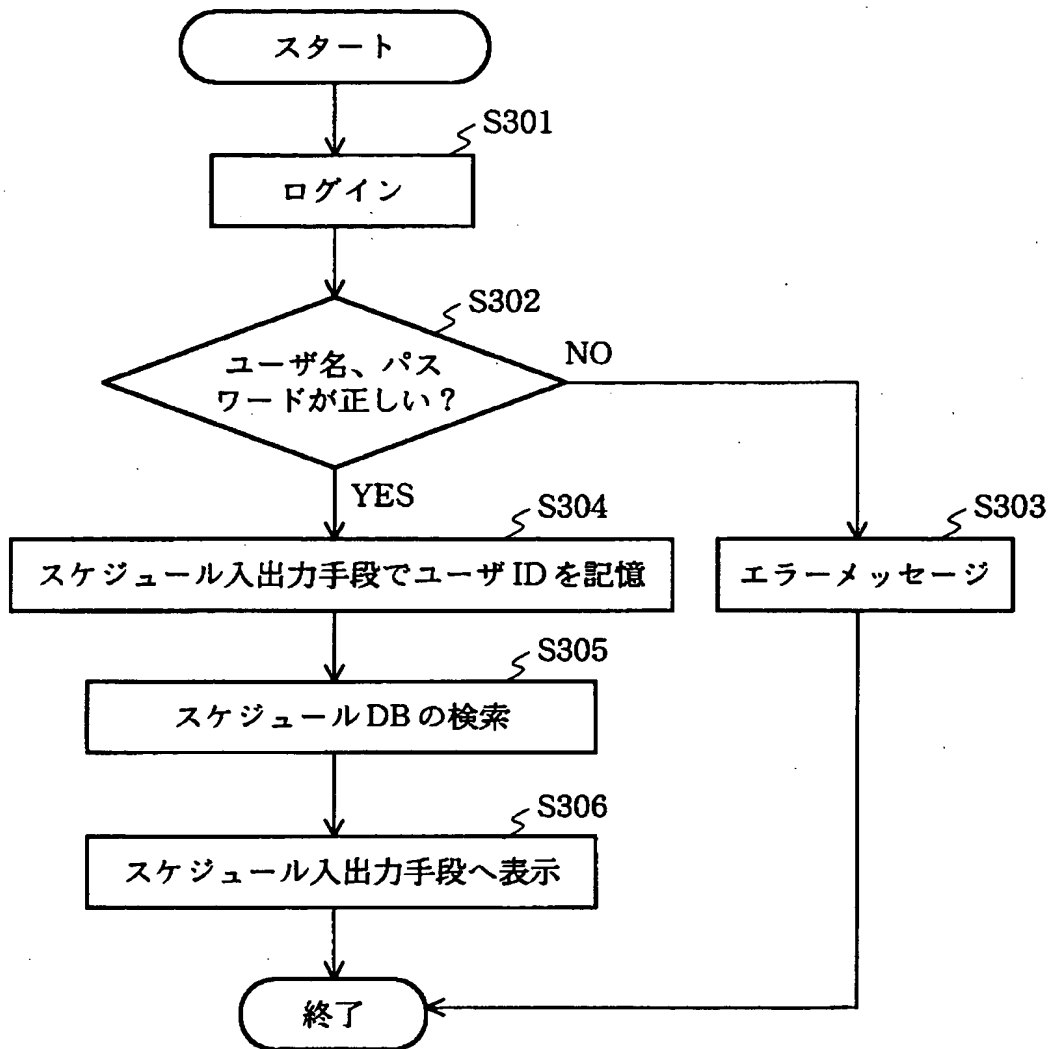 スタート
S301
ログイン
S302
ユーザ名、パス
ワードが正しい？
NO
YES
S304
スケジュール入出力手段でユーザIDを記憶
S303
エラーメッセージ
S305
スケジュールDBの検索
S306
スケジュール入出力手段へ表示
終了